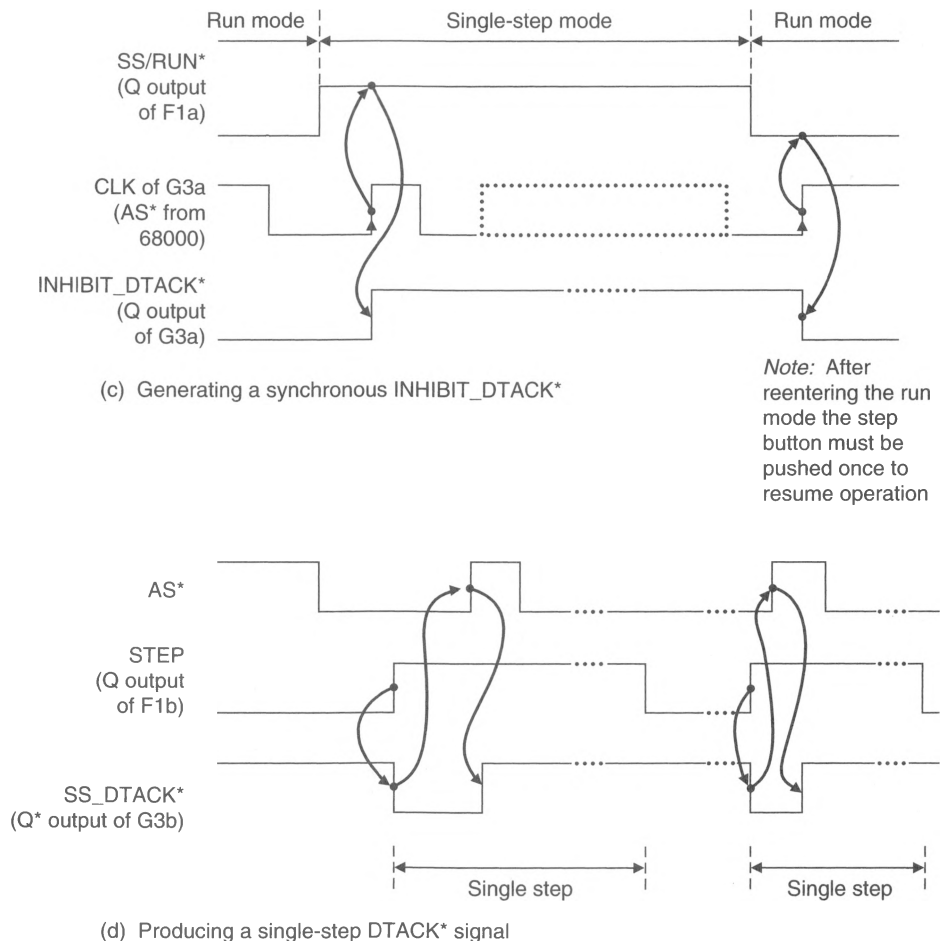 Run mode
Single-step mode
Run mode
SS/RUN*
(Q output
of F1a)
CLK of G3a
(AS* from
68000)
INHIBIT_DTACK*
(Q output
of G3a)
Note: After
reentering the run
mode the step
button must be
pushed once to
resume operation
(c) Generating a synchronous INHIBIT_DTACK*
AS*
STEP
(Q output
of F1b)
SS_DTACK*
(Q* output of G3b)
Single step
Single step
(d) Producing a single-step DTACK* signal